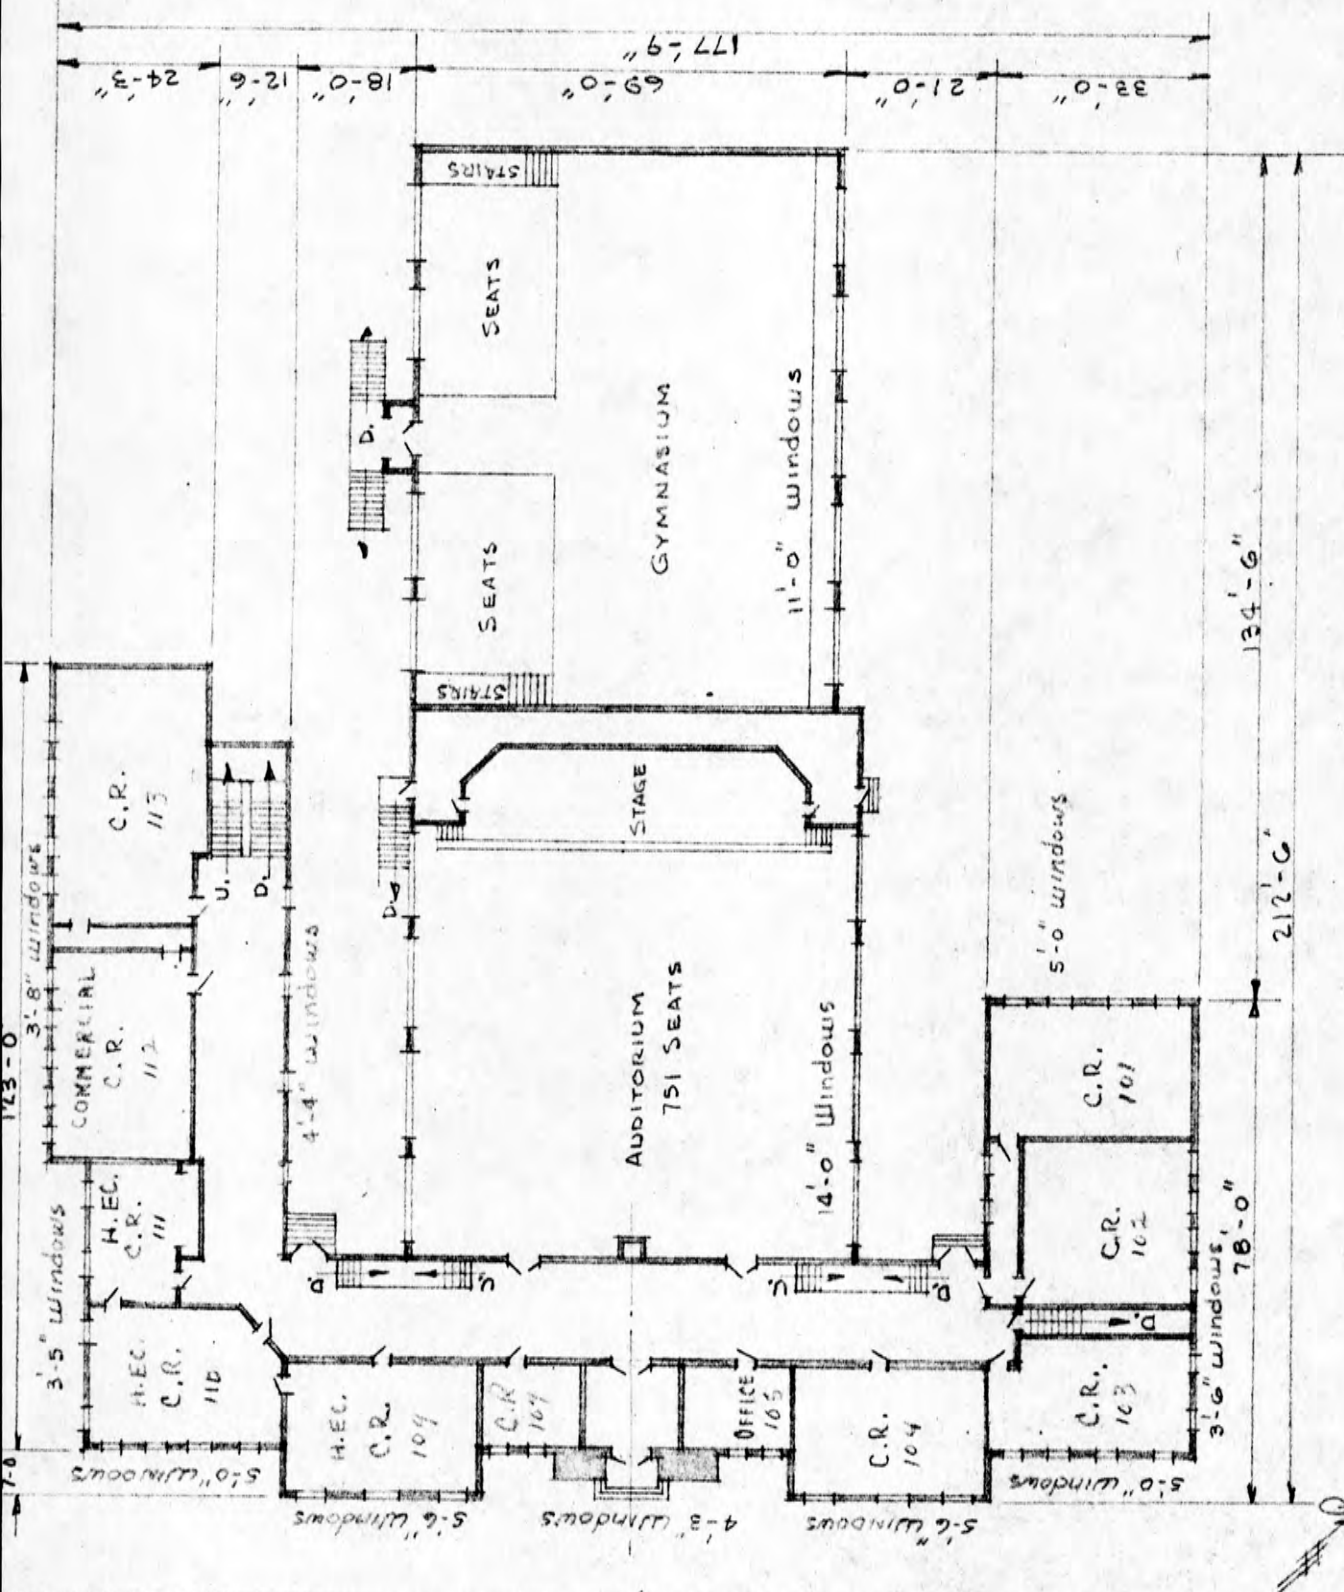 177'-9"
24'-3"
12'-6"
18'-0"
69'-0"
21'-0"
33'-0"
STAIRS
SEATS
D.
GYMNASIUM
11'-0" WINDOWS
SEATS
STAIRS
134'-6"
212'-6"
123-0
3'-8" WINDOWS
C.R.
113
U.
D.
STAGE
D.
5'-0" WINDOWS
COMMERCIAL
C.R.
112
4'-4" WINDOWS
AUDITORIUM
751 SEATS
14'-0" WINDOWS
C.R.
101
H.EC.
C.R.
111
C.R.
102
78'-0"
3'-5" WINDOWS
D.
U.
U.
D.
D.
H.EC.
C.R.
110
H.EC.
C.R.
109
C.R
109
OFFICE
105
C.R.
104
C.R.
103
3'-6" WINDOWS,
7-0
5'-0" WINDOWS
5'-6" WINDOWS
4'-3" WINDOWS
5'-6" WINDOWS
5'-0" WINDOWS